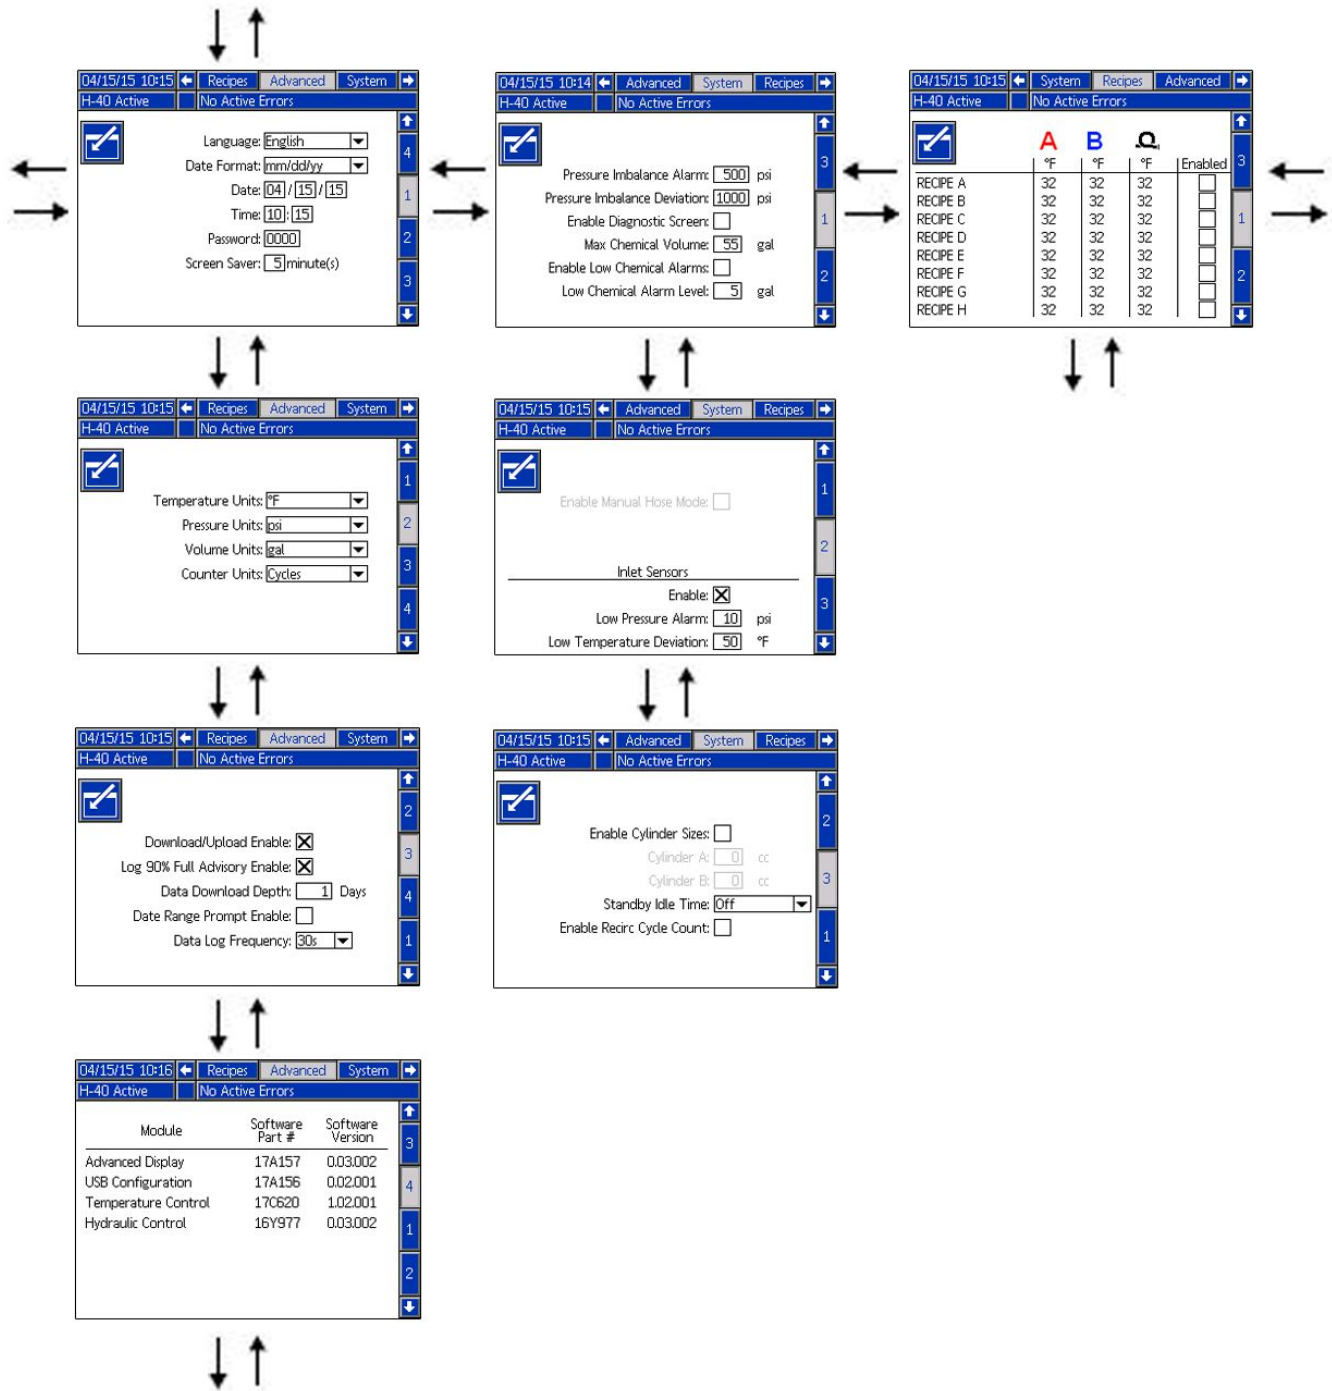 04/15/15 10:15 Recipes Advanced System
H-40 Active No Active Errors
Language: English
Date Format: mm/dd/yy
Date: 04 / 15 / 15
Time: 10 : 15
Password: 0000
Screen Saver: 5 minute(s)
4
1
2
3
04/15/15 10:14 Advanced System Recipes
H-40 Active No Active Errors
Pressure Imbalance Alarm: 500 psi
Pressure Imbalance Deviation: 1000 psi
Enable Diagnostic Screen:
Max Chemical Volume: 55 gal
Enable Low Chemical Alarms:
Low Chemical Alarm Level: 5 gal
3
1
2
04/15/15 10:15 System Recipes Advanced
H-40 Active No Active Errors
A B
°F °F °F Enabled
RECIPE A 32 32 32
RECIPE B 32 32 32
RECIPE C 32 32 32
RECIPE D 32 32 32
RECIPE E 32 32 32
RECIPE F 32 32 32
RECIPE G 32 32 32
RECIPE H 32 32 32
3
1
2
04/15/15 10:15 Recipes Advanced System
H-40 Active No Active Errors
Temperature Units: °F
Pressure Units: psi
Volume Units: gal
Counter Units: Cycles
1
2
3
4
04/15/15 10:15 Advanced System Recipes
H-40 Active No Active Errors
Enable Manual Hose Mode:
Inlet Sensors
Enable:
Low Pressure Alarm: 10 psi
Low Temperature Deviation: 50 °F
1
2
3
04/15/15 10:15 Recipes Advanced System
H-40 Active No Active Errors
Download/Upload Enable:
Log 90% Full Advisory Enable:
Data Download Depth: 1 Days
Date Range Prompt Enable:
Data Log Frequency: 30s
2
3
4
1
04/15/15 10:15 Advanced System Recipes
H-40 Active No Active Errors
Enable Cylinder Sizes:
Cylinder A: 0 cc
Cylinder B: 0 cc
Standby Idle Time: Off
Enable Recirc Cycle Count:
2
3
1
04/15/15 10:16 Recipes Advanced System
H-40 Active No Active Errors
Module Software Part # Software Version
Advanced Display 17A157 0.03.002
USB Configuration 17A156 0.02.001
Temperature Control 17C620 1.02.001
Hydraulic Control 16Y977 0.03.002
3
4
1
2